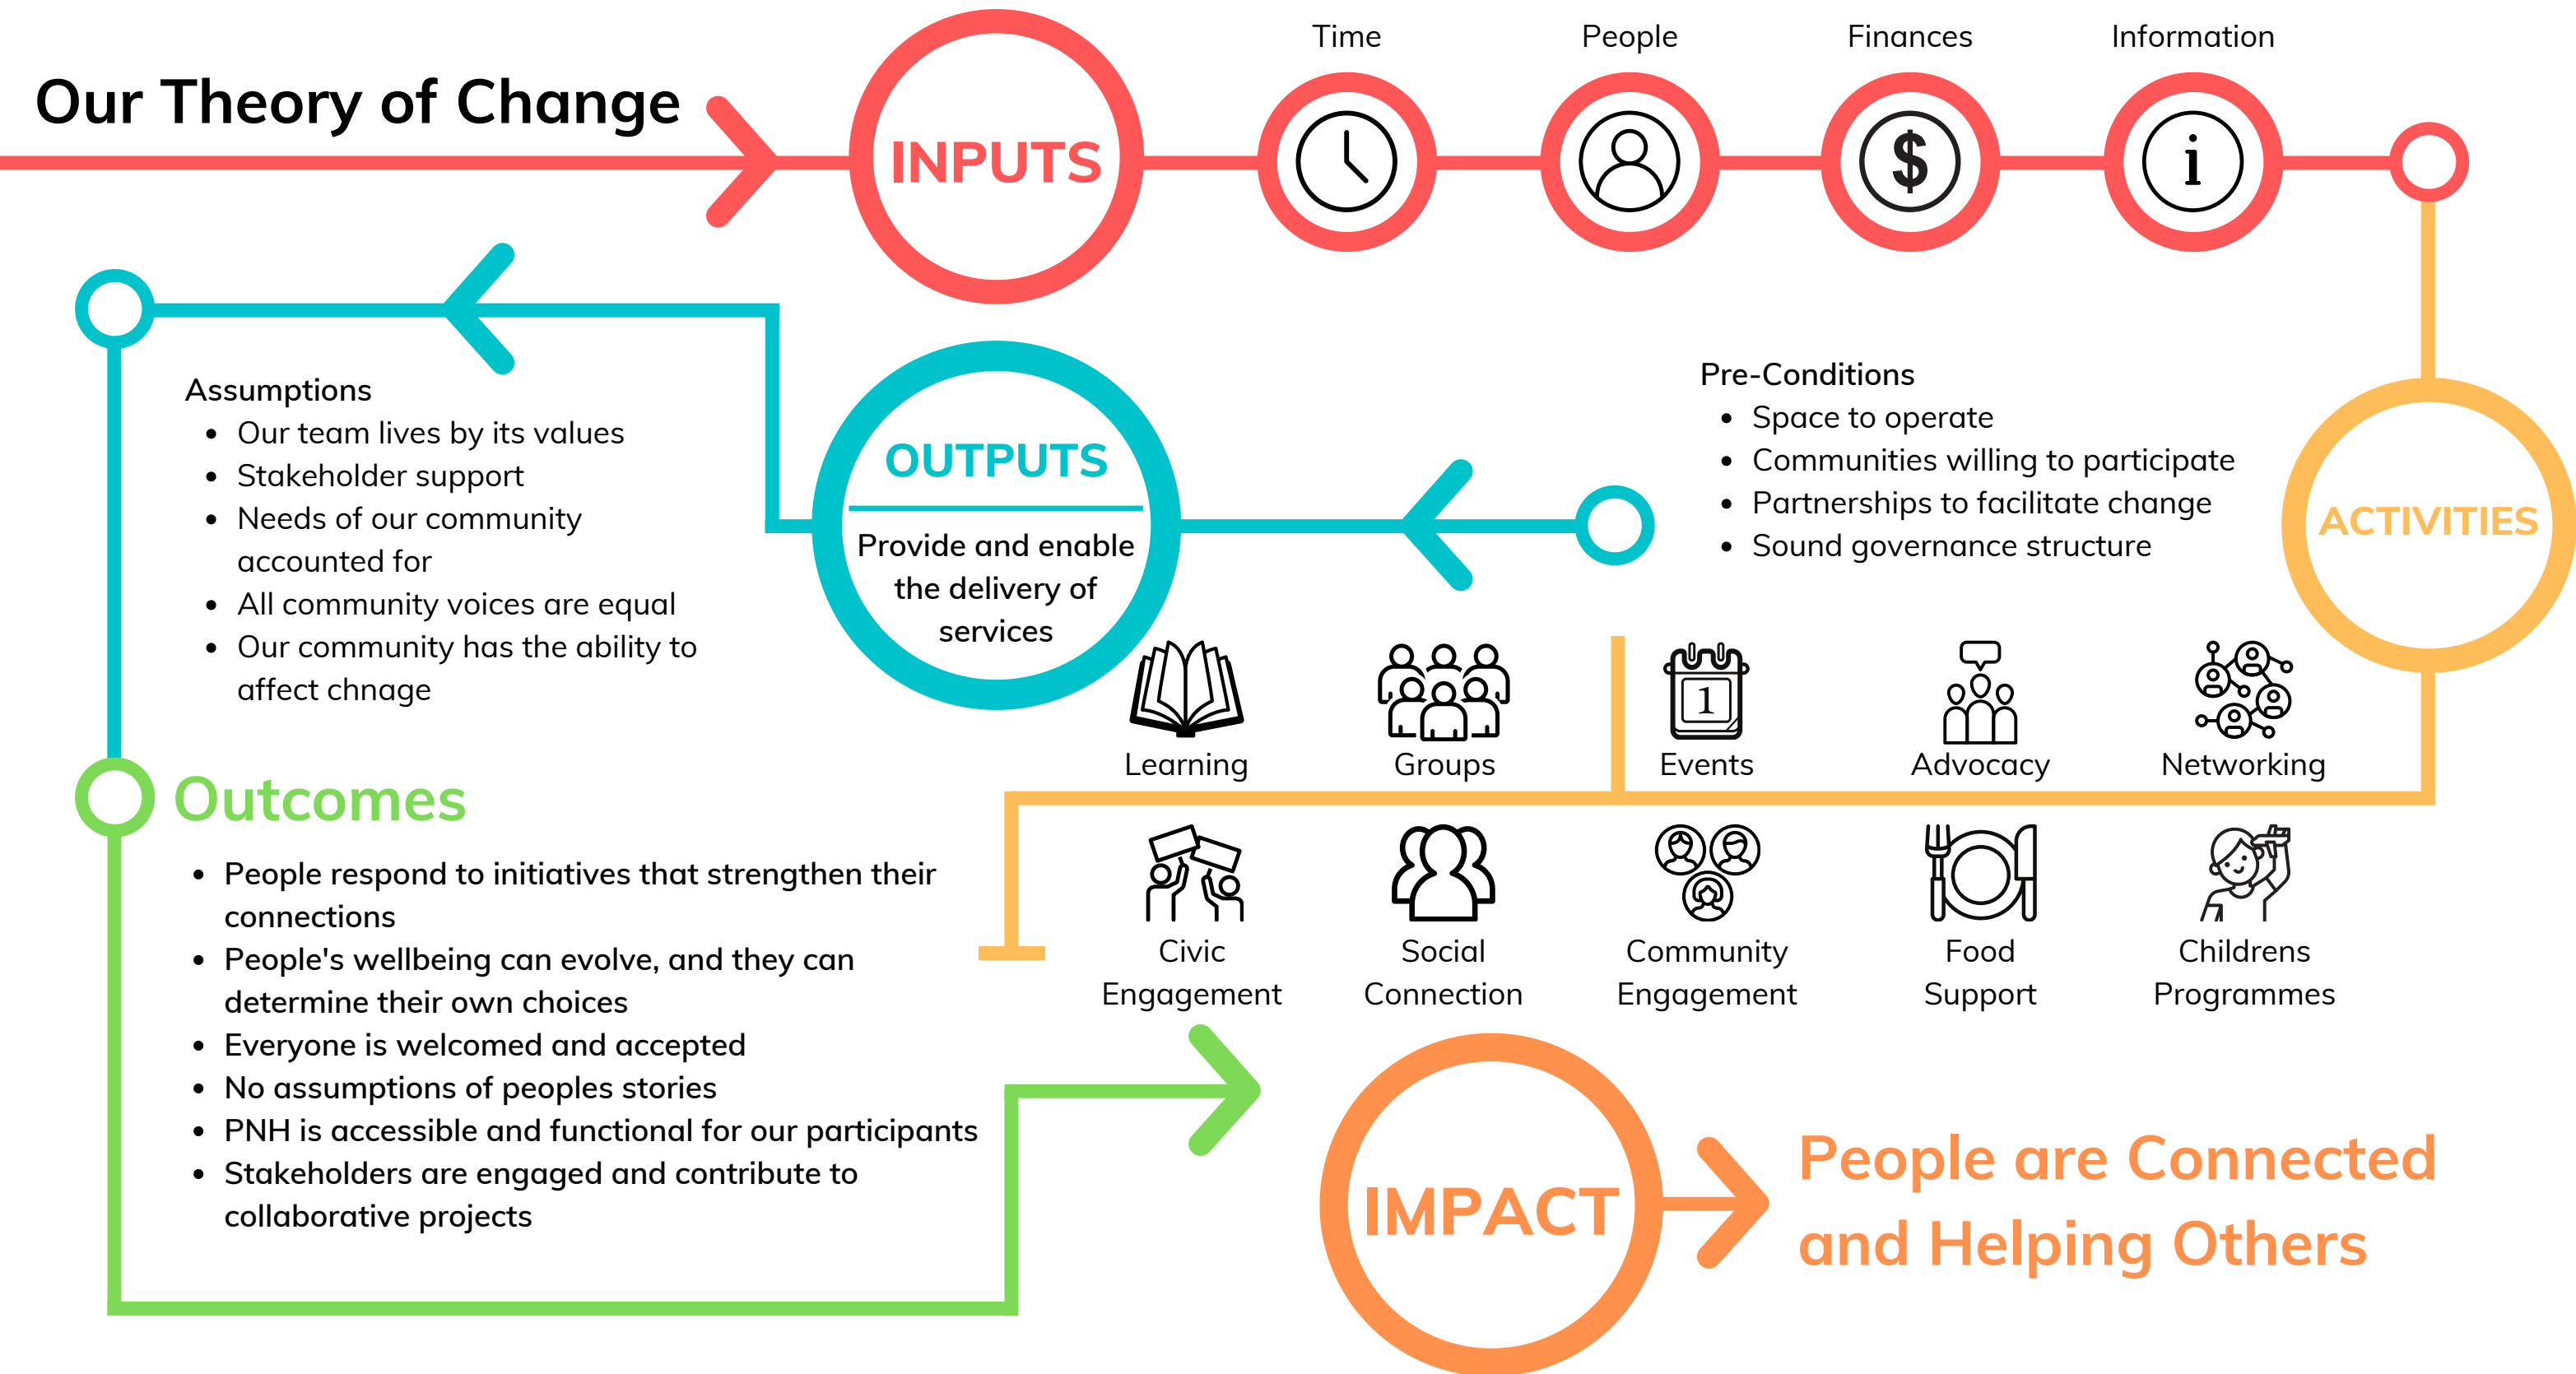 Our Theory of Change
INPUTS
Time
People
Finances
$
Information
i
Pre-Conditions
• Space to operate
• Communities willing to participate
• Partnerships to facilitate change
• Sound governance structure
ACTIVITIES
1
Learning
Groups
Events
Advocacy
Networking
Civic
Engagement
Social
Connection
Community
Engagement
Food
Support
Childrens
Programmes
OUTPUTS
Provide and enable
the delivery of
services
Assumptions
• Our team lives by its values
• Stakeholder support
• Needs of our community
accounted for
• All community voices are equal
• Our community has the ability to
affect chnage
Outcomes
• People respond to initiatives that strengthen their
connections
• People's wellbeing can evolve, and they can
determine their own choices
• Everyone is welcomed and accepted
• No assumptions of peoples stories
• PNH is accessible and functional for our participants
• Stakeholders are engaged and contribute to
collaborative projects
IMPACT
People are Connected
and Helping Others